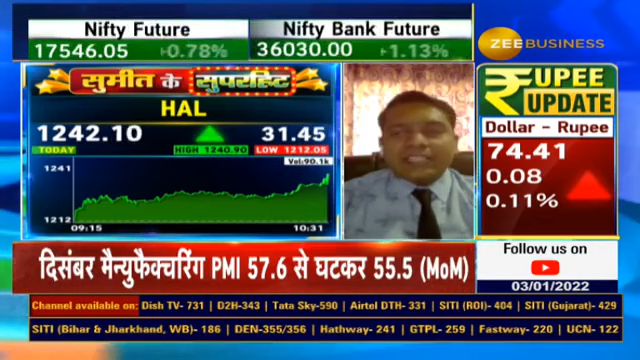 Nifty Future
17546.05 0.78%
Nifty Bank Future
36030.00 1.13%
ZEE BUSINESS
सुमीत के सुपरहिट
HAL
1242.10 31.45
TODAY HIGH 1240.90 LOW 1212.05
Vol:90.1k
1241
1212
09:15 10:31
RUPEE
UPDATE
Dollar - Rupee
74.41
0.08
0.11%
दिसंबर मैन्युफैक्चरिंग PMI 57.6 से घटकर 55.5 (MoM)
Follow us on
03/01/2022
Channel available on: Dish TV- 731 | D2H-343 | Tata Sky-590 | Airtel DTH- 331 | SITI (ROI)- 404 | SITI (Gujarat)- 429
SITI (Bihar & Jharkhand, WB)- 186 | DEN-355/356 | Hathway- 241 | GTPL- 259 | Fastway- 220 | UCN- 122